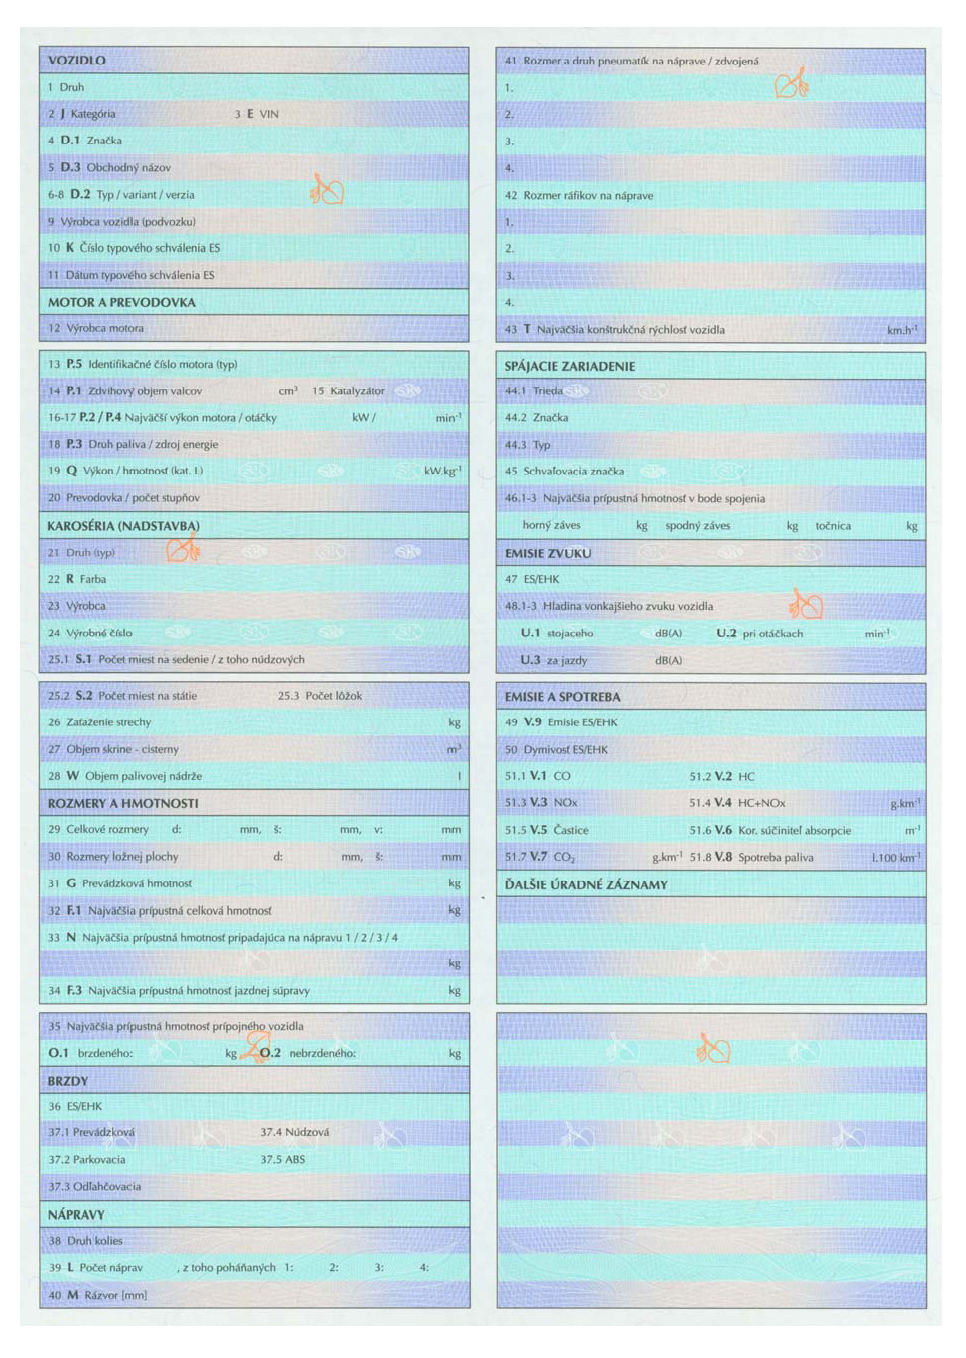 VOZIDLO
1 Druh
2 J Kategória 3 E VIN
4 D.1 Značka
5 D.3 Obchodný názov
6-8 D.2 Typ / variant / verzia
9 Výrobca vozidla (podvozku)
10 K Číslo typového schválenia ES
11 Dátum typového schválenia ES
MOTOR A PREVODOVKA
12 Výrobca motora
13 P.5 Identifikačné číslo motora (typ)
14 P.1 Zdvihový objem valcov cm³ 15 Katalyzátor
16-17 P.2 / P.4 Najväčší výkon motora / otáčky kW / min⁻¹
18 P.3 Druh paliva / zdroj energie
19 Q Výkon / hmotnosť (kat. L) kW.kg⁻¹
20 Prevodovka / počet stupňov
KAROSÉRIA (NADSTAVBA)
21 Druh (typ)
22 R Farba
23 Výrobca
24 Výrobné číslo
25.1 S.1 Počet miest na sedenie / z toho núdzových
25.2 S.2 Počet miest na státie 25.3 Počet lôžok
26 Zaťaženie strechy kg
27 Objem skrine - cisterny m³
28 W Objem palivovej nádrže l
ROZMERY A HMOTNOSTI
29 Celkové rozmery d: mm, š: mm, v: mm
30 Rozmery ložnej plochy d: mm, š: mm
31 G Prevádzková hmotnosť kg
32 F.1 Najväčšia prípustná celková hmotnosť kg
33 N Najväčšia prípustná hmotnosť pripadajúca na nápravu 1 / 2 / 3 / 4
kg
34 F.3 Najväčšia prípustná hmotnosť jazdnej súpravy kg
35 Najväčšia prípustná hmotnosť prípojného vozidla
O.1 brzdeného: kg O.2 nebrzdeného: kg
BRZDY
36 ES/EHK
37.1 Prevádzková 37.4 Núdzová
37.2 Parkovacia 37.5 ABS
37.3 Odľahčovacia
NÁPRAVY
38 Druh kolies
39 L Počet náprav , z toho poháňaných 1: 2: 3: 4:
40 M Rázvor [mm]
41 Rozmer a druh pneumatík na náprave / zdvojená
1.
2.
3.
4.
42 Rozmer ráfikov na náprave
1.
2.
3.
4.
43 T Najväčšia konštrukčná rýchlosť vozidla km.h⁻¹
SPÁJACIE ZARIADENIE
44.1 Trieda
44.2 Značka
44.3 Typ
45 Schvaľovacia značka
46.1-3 Najväčšia prípustná hmotnosť v bode spojenia
horný záves kg spodný záves kg točnica kg
EMISIE ZVUKU
47 ES/EHK
48.1-3 Hladina vonkajšieho zvuku vozidla
U.1 stojaceho dB(A) U.2 pri otáčkach min⁻¹
U.3 za jazdy dB(A)
EMISIE A SPOTREBA
49 V.9 Emisie ES/EHK
50 Dymivosť ES/EHK
51.1 V.1 CO 51.2 V.2 HC
51.3 V.3 NOx 51.4 V.4 HC+NOx g.km⁻¹
51.5 V.5 Častice 51.6 V.6 Kor. súčiniteľ absorpcie m⁻¹
51.7 V.7 CO₂ g.km⁻¹ 51.8 V.8 Spotreba paliva l.100 km⁻¹
ĎALŠIE ÚRADNÉ ZÁZNAMY